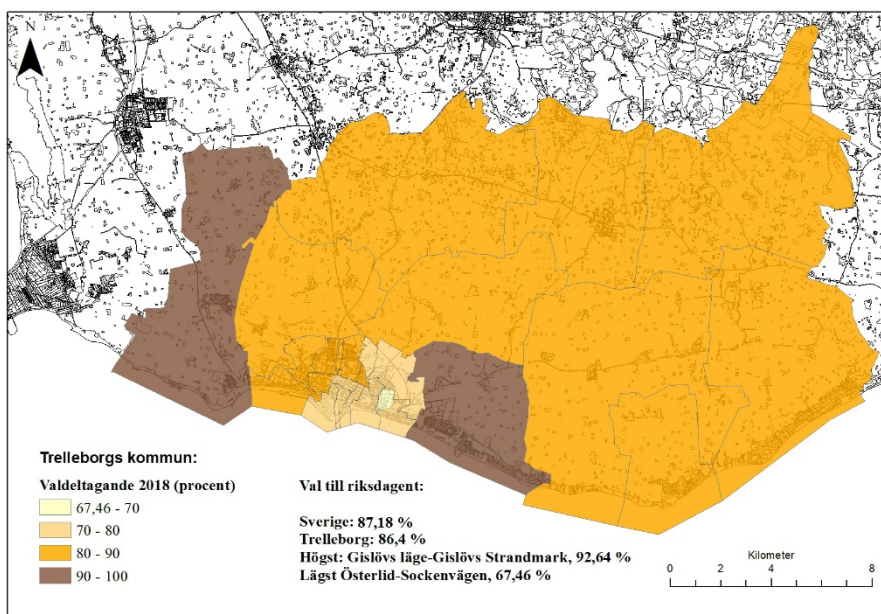 N
Trelleborgs kommun:
Valdeltagande 2018 (procent)
67,46 - 70
70 - 80
80 - 90
90 - 100
Val till riksdagent:
Sverige: 87,18 %
Trelleborg: 86,4 %
Högst: Gislövs läge-Gislövs Strandmark, 92,64 %
Lägst Österlid-Sockenvägen, 67,46 %
Kilometer
0 2 4 8